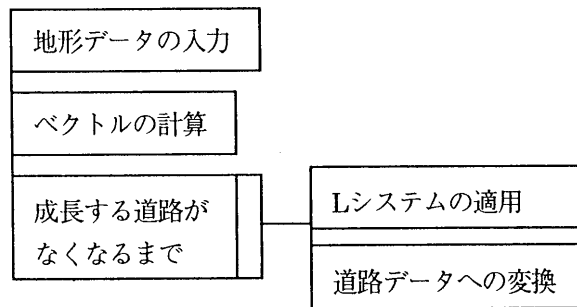 地形データの入力
ベクトルの計算
成長する道路が
なくなるまで
Lシステムの適用
道路データへの変換